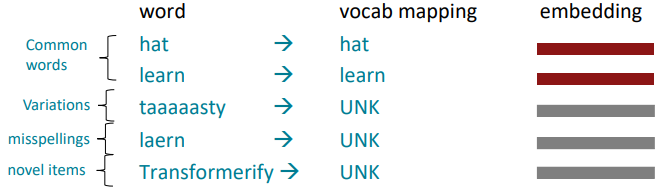 word vocab mapping embedding
Common words
hat → hat
learn → learn
Variations taaaaasty → UNK
misspellings laern → UNK
novel items Transformerify → UNK